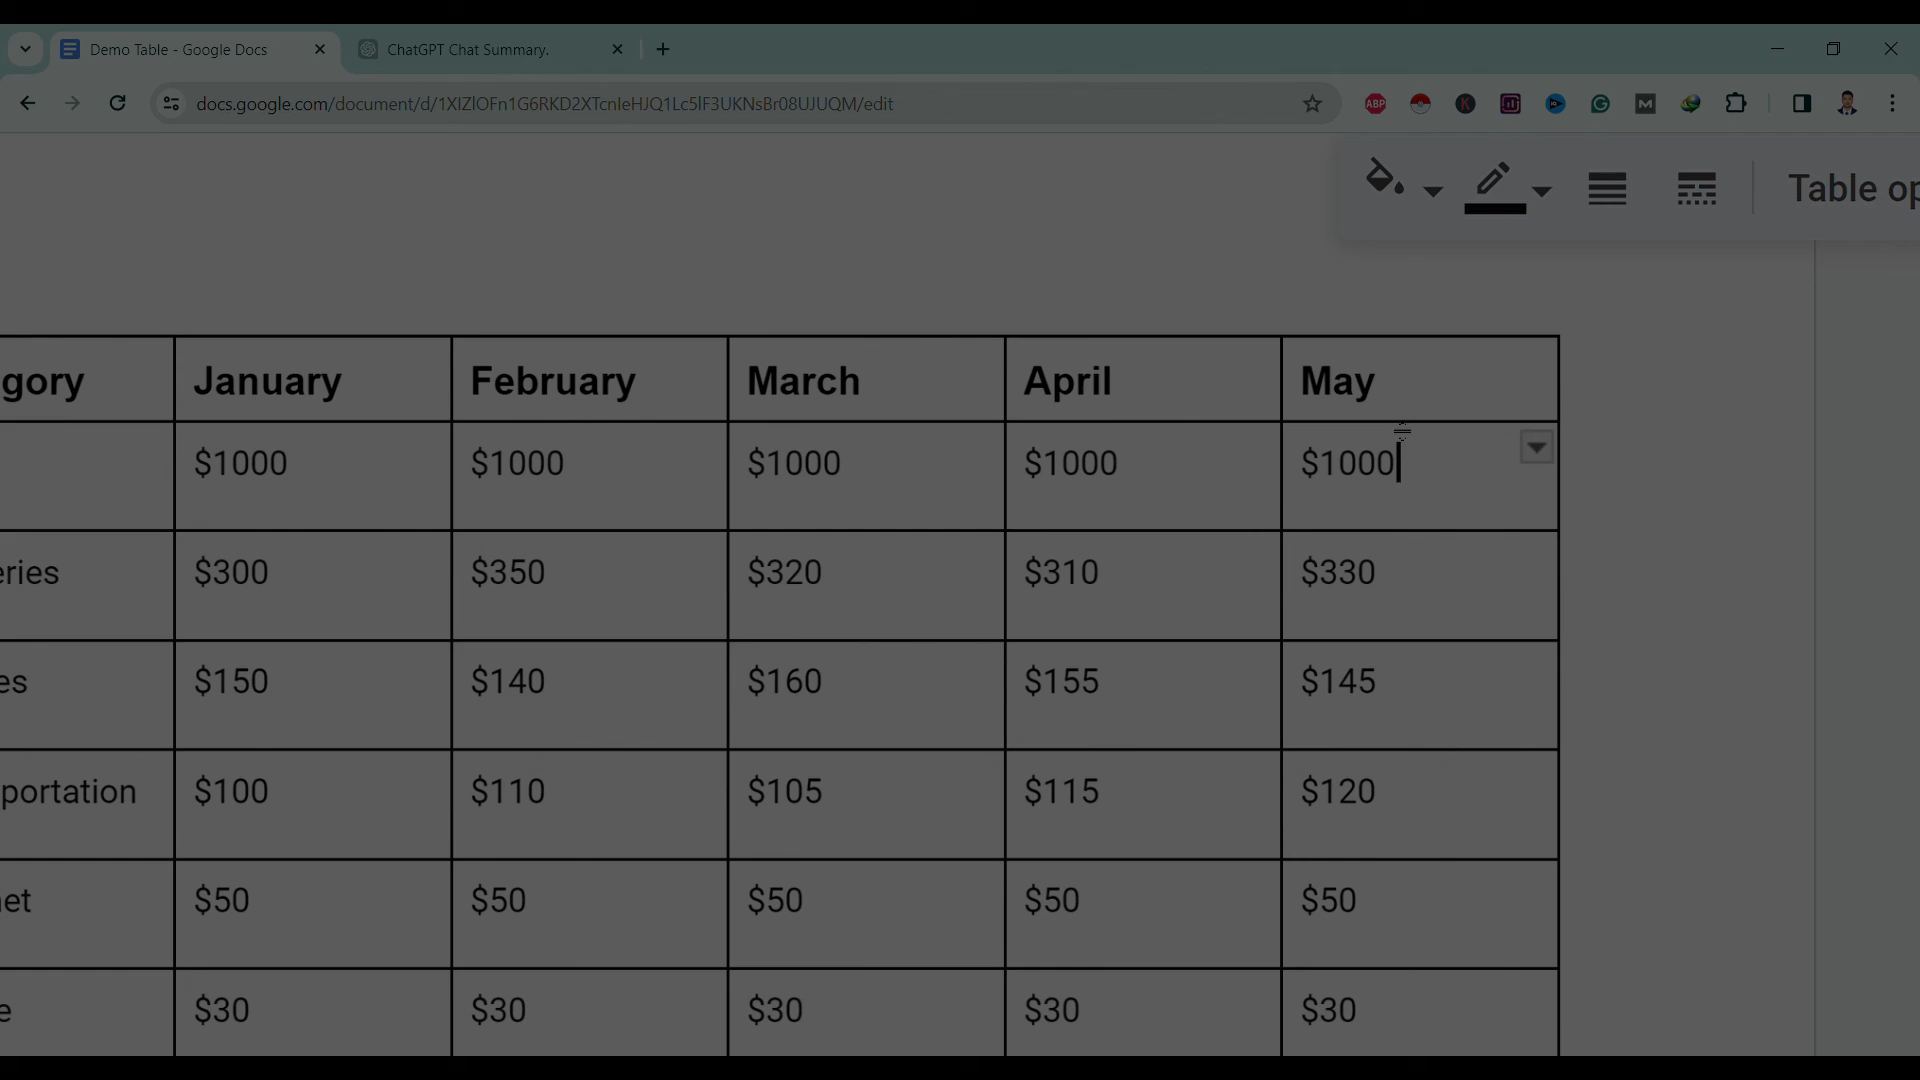 Demo Table - Google Docs
ChatGPT Chat Summary.
docs.google.com/document/d/1XIZlOFn1G6RKD2XTcnleHJQ1Lc5lF3UKNsBr08UJUQM/edit
ABP
Table op
gory January February March April May
$1000 $1000 $1000 $1000 $1000
eries $300 $350 $320 $310 $330
es $150 $140 $160 $155 $145
portation $100 $110 $105 $115 $120
et $50 $50 $50 $50 $50
e $30 $30 $30 $30 $30